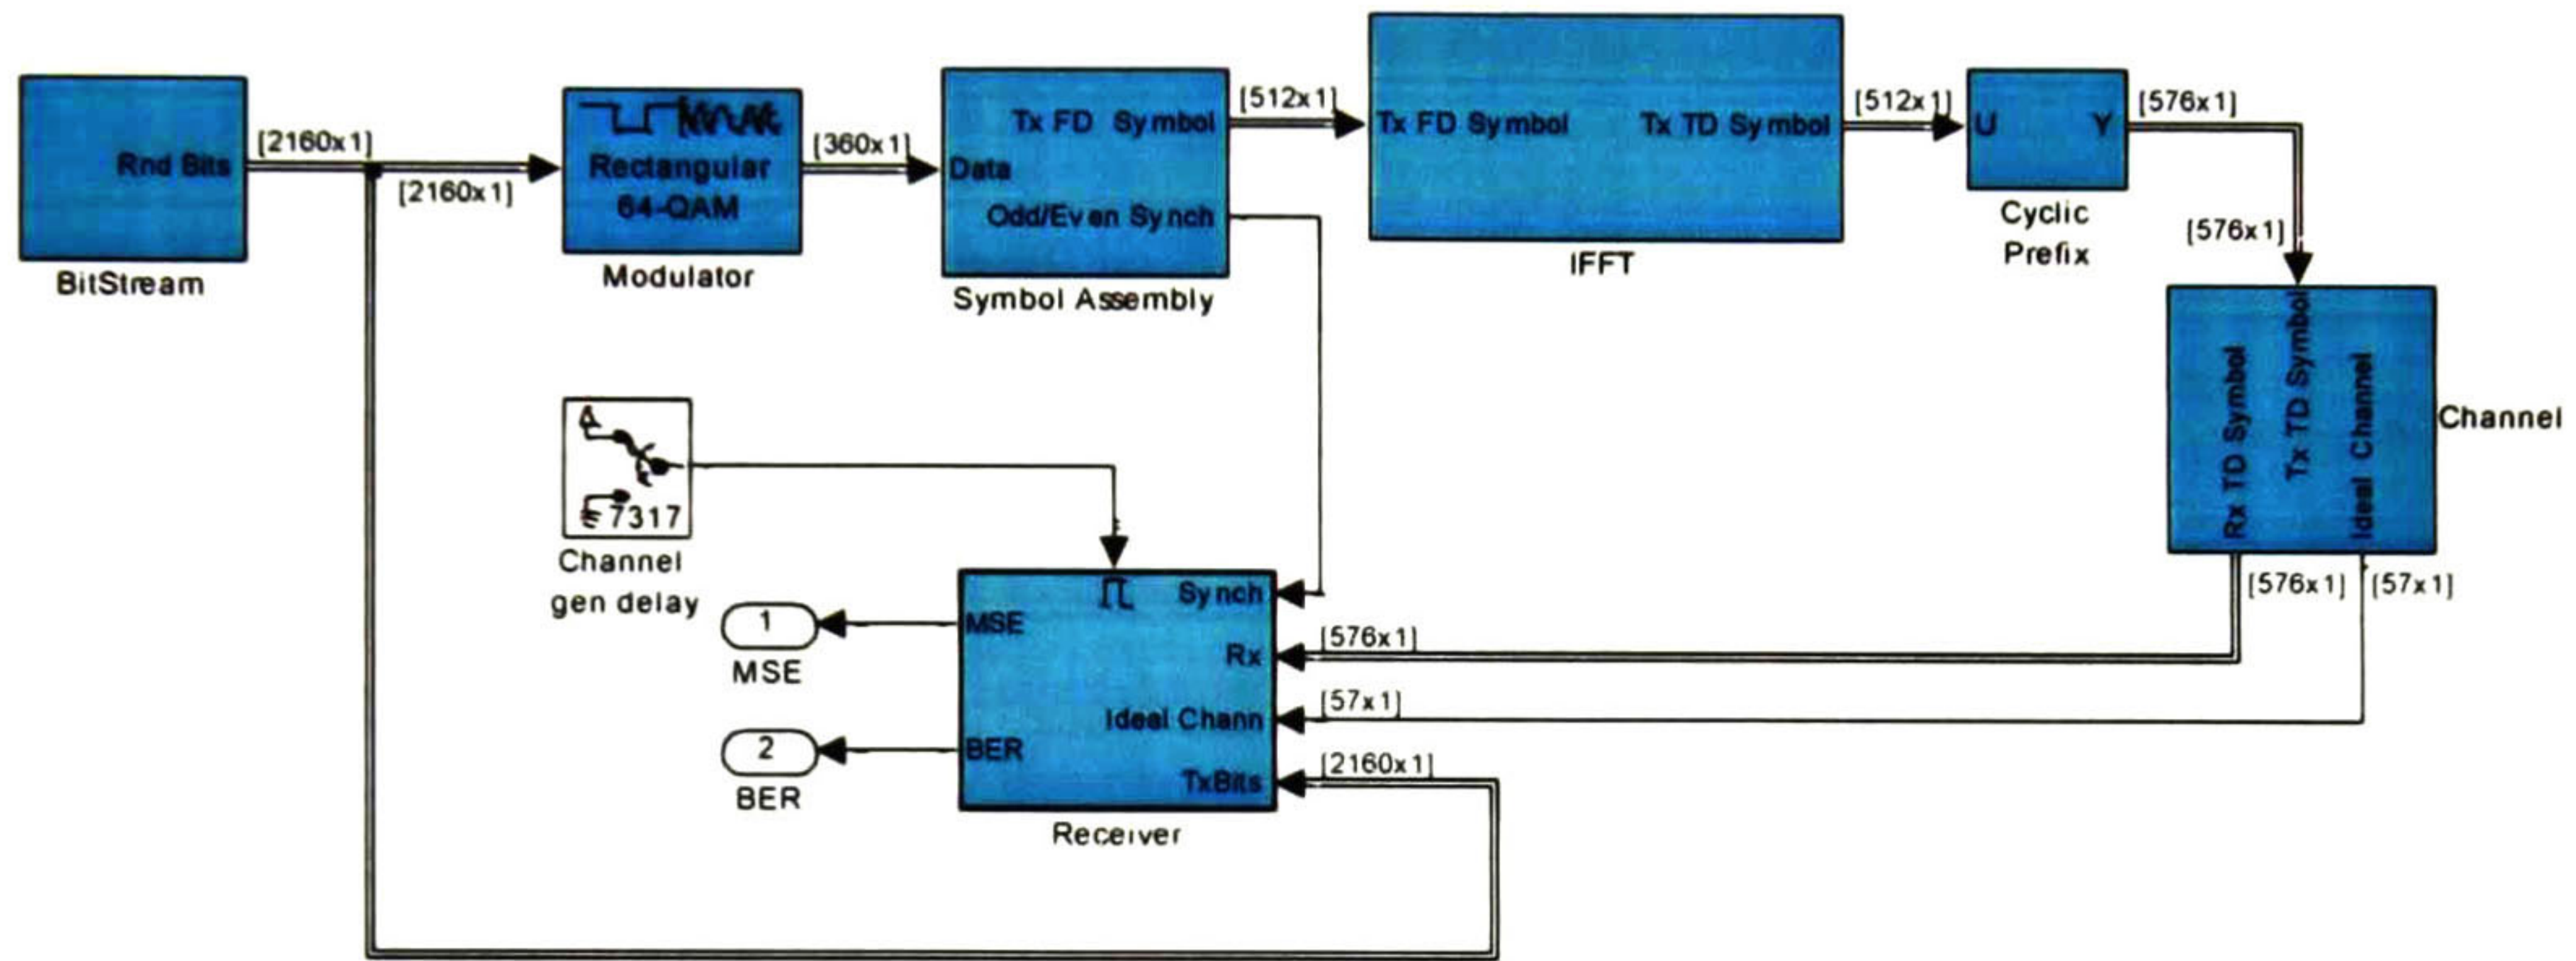 [2160x1]
[2160x1]
Rnd Bits
BitStream
Rectangular
64-QAM
Modulator
[360x1]
Data
Tx FD Symbol
Odd/Even Synch
Symbol Assembly
[512x1]
Tx FD Symbol
Tx TD Symbol
IFFT
[512x1]
U
Y
Cyclic
Prefix
[576x1]
[576x1]
Rx TD Symbol
Tx TD Symbol
Ideal Channel
Channel
[576x1]
[57x1]
7317
Channel
gen delay
1
MSE
2
BER
MSE
BER
Synch
Rx
Ideal Chann
TxBits
Receiver
[576x1]
[57x1]
[2160x1]